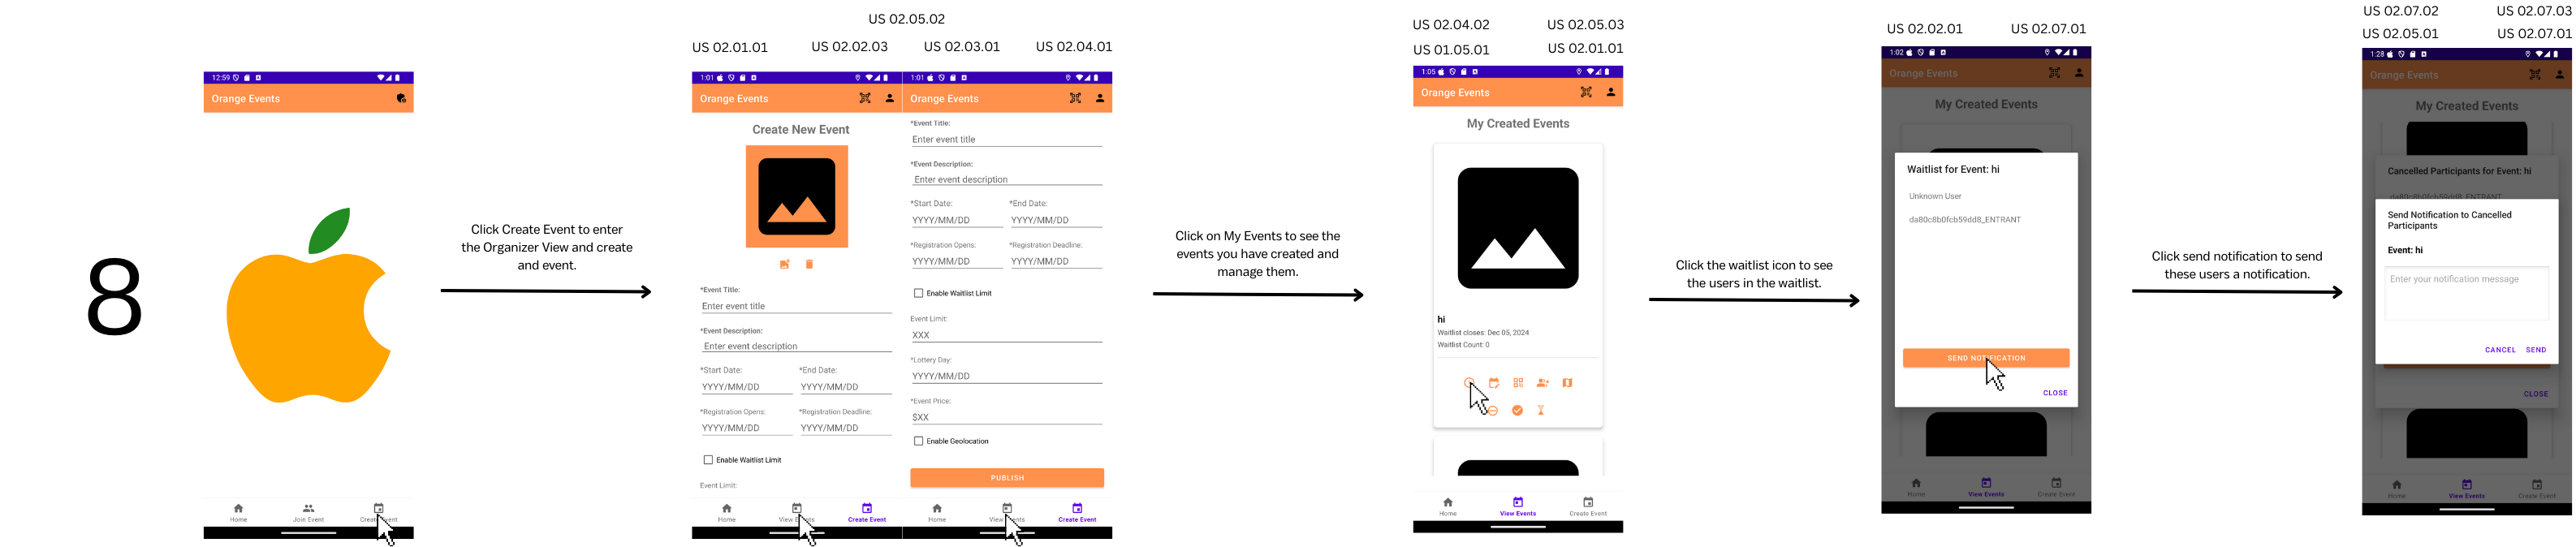 8
12:59
Orange Events
Home
Join Event
Create Event
Click Create Event to enter
the Organizer View and create
and event.
US 02.05.02
US 02.01.01
US 02.02.03
US 02.03.01
US 02.04.01
1:01
Orange Events
Create New Event
*Event Title:
Enter event title
*Event Description:
Enter event description
*Start Date:
*End Date:
YYYY/MM/DD
YYYY/MM/DD
*Registration Opens:
*Registration Deadline:
YYYY/MM/DD
YYYY/MM/DD
Enable Waitlist Limit
Event Limit:
Home
View Events
Create Event
1:01
Orange Events
*Event Title:
Enter event title
*Event Description:
Enter event description
*Start Date:
*End Date:
YYYY/MM/DD
YYYY/MM/DD
*Registration Opens:
*Registration Deadline:
YYYY/MM/DD
YYYY/MM/DD
Enable Waitlist Limit
Event Limit:
XXX
*Lottery Day:
YYYY/MM/DD
*Event Price:
$XX
Enable Geolocation
PUBLISH
Home
View Events
Create Event
Click on My Events to see the
events you have created and
manage them.
US 02.04.02
US 02.05.03
US 01.05.01
US 02.01.01
1:05
Orange Events
My Created Events
hi
Waitlist closes: Dec 05, 2024
Waitlist Count: 0
Home
View Events
Create Event
Click the waitlist icon to see
the users in the waitlist.
US 02.02.01
US 02.07.01
1:02
Orange Events
My Created Events
Waitlist for Event: hi
Unknown User
da80c8b0fcb59dd8_ENTRANT
SEND NOTIFICATION
CLOSE
Home
View Events
Create Event
Click send notification to send
these users a notification.
US 02.07.02
US 02.07.03
US 02.05.01
US 02.07.01
1:28
Orange Events
My Created Events
Cancelled Participants for Event: hi
da80c8b0fcb59dd8_ENTRANT
Send Notification to Cancelled
Participants
Event: hi
Enter your notification message
CANCEL
SEND
CLOSE
Home
View Events
Create Event